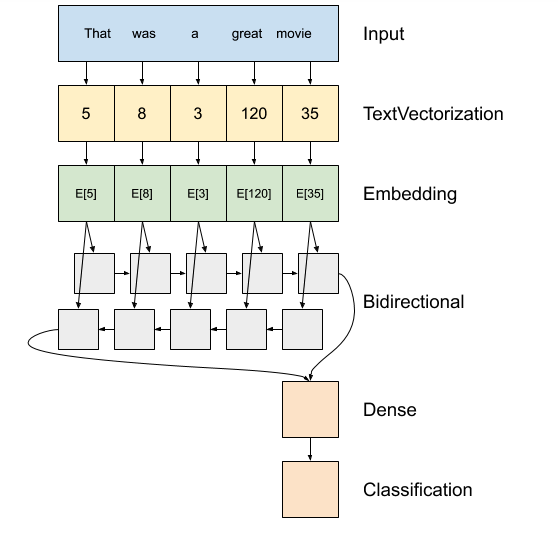 That was a great movie Input
5 8 3 120 35 TextVectorization
E[5] E[8] E[3] E[120] E[35] Embedding
Bidirectional
Dense
Classification